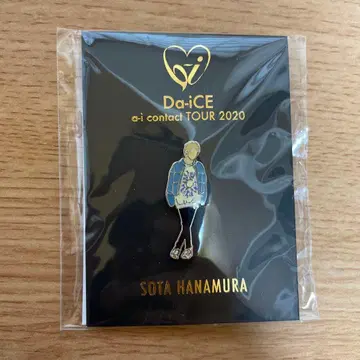 a-i
Da-iCE
a-i contact TOUR 2020
SOTA HANAMURA